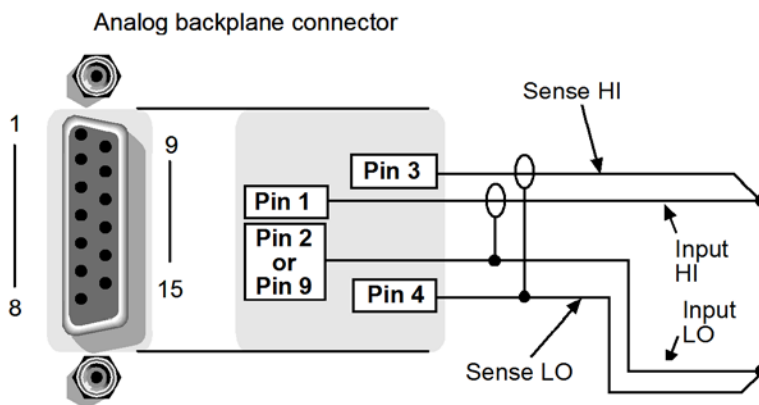 Analog backplane connector
Sense HI
1
9
Pin 3
Pin 1
Pin 2
or
Pin 9
Input
HI
15
Pin 4
8
Input
LO
Sense LO